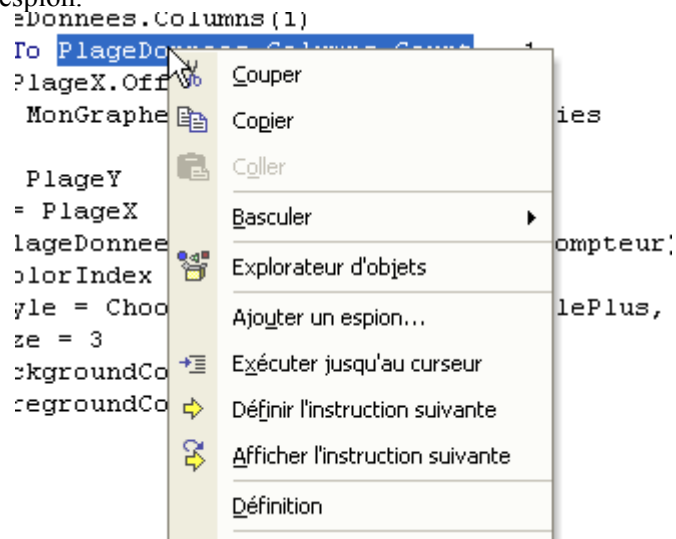 espion.
eDonnees.Columns(1)
To PlageDonnees.Columns.Count - 1
PlageX.Off
MonGraphe ies
PlageY
= PlageX
lageDonnee ompteur)
olorIndex
yle = Choo lePlus,
ze = 3
ckgroundCo
regroundCo
Couper
Copier
Coller
Basculer
Explorateur d'objets
Ajouter un espion...
Exécuter jusqu'au curseur
Définir l'instruction suivante
Afficher l'instruction suivante
Définition